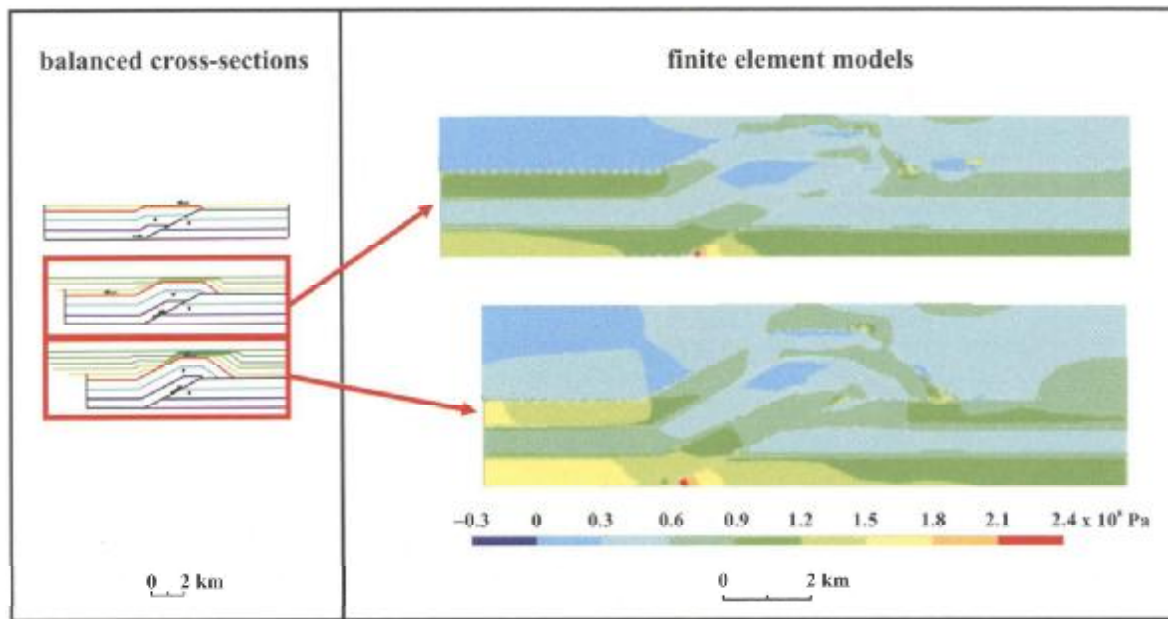 balanced cross-sections
finite element models
−0.3 0 0.3 0.6 0.9 1.2 1.5 1.8 2.1 2.4 x 10⁸ Pa
0 2 km
0 2 km